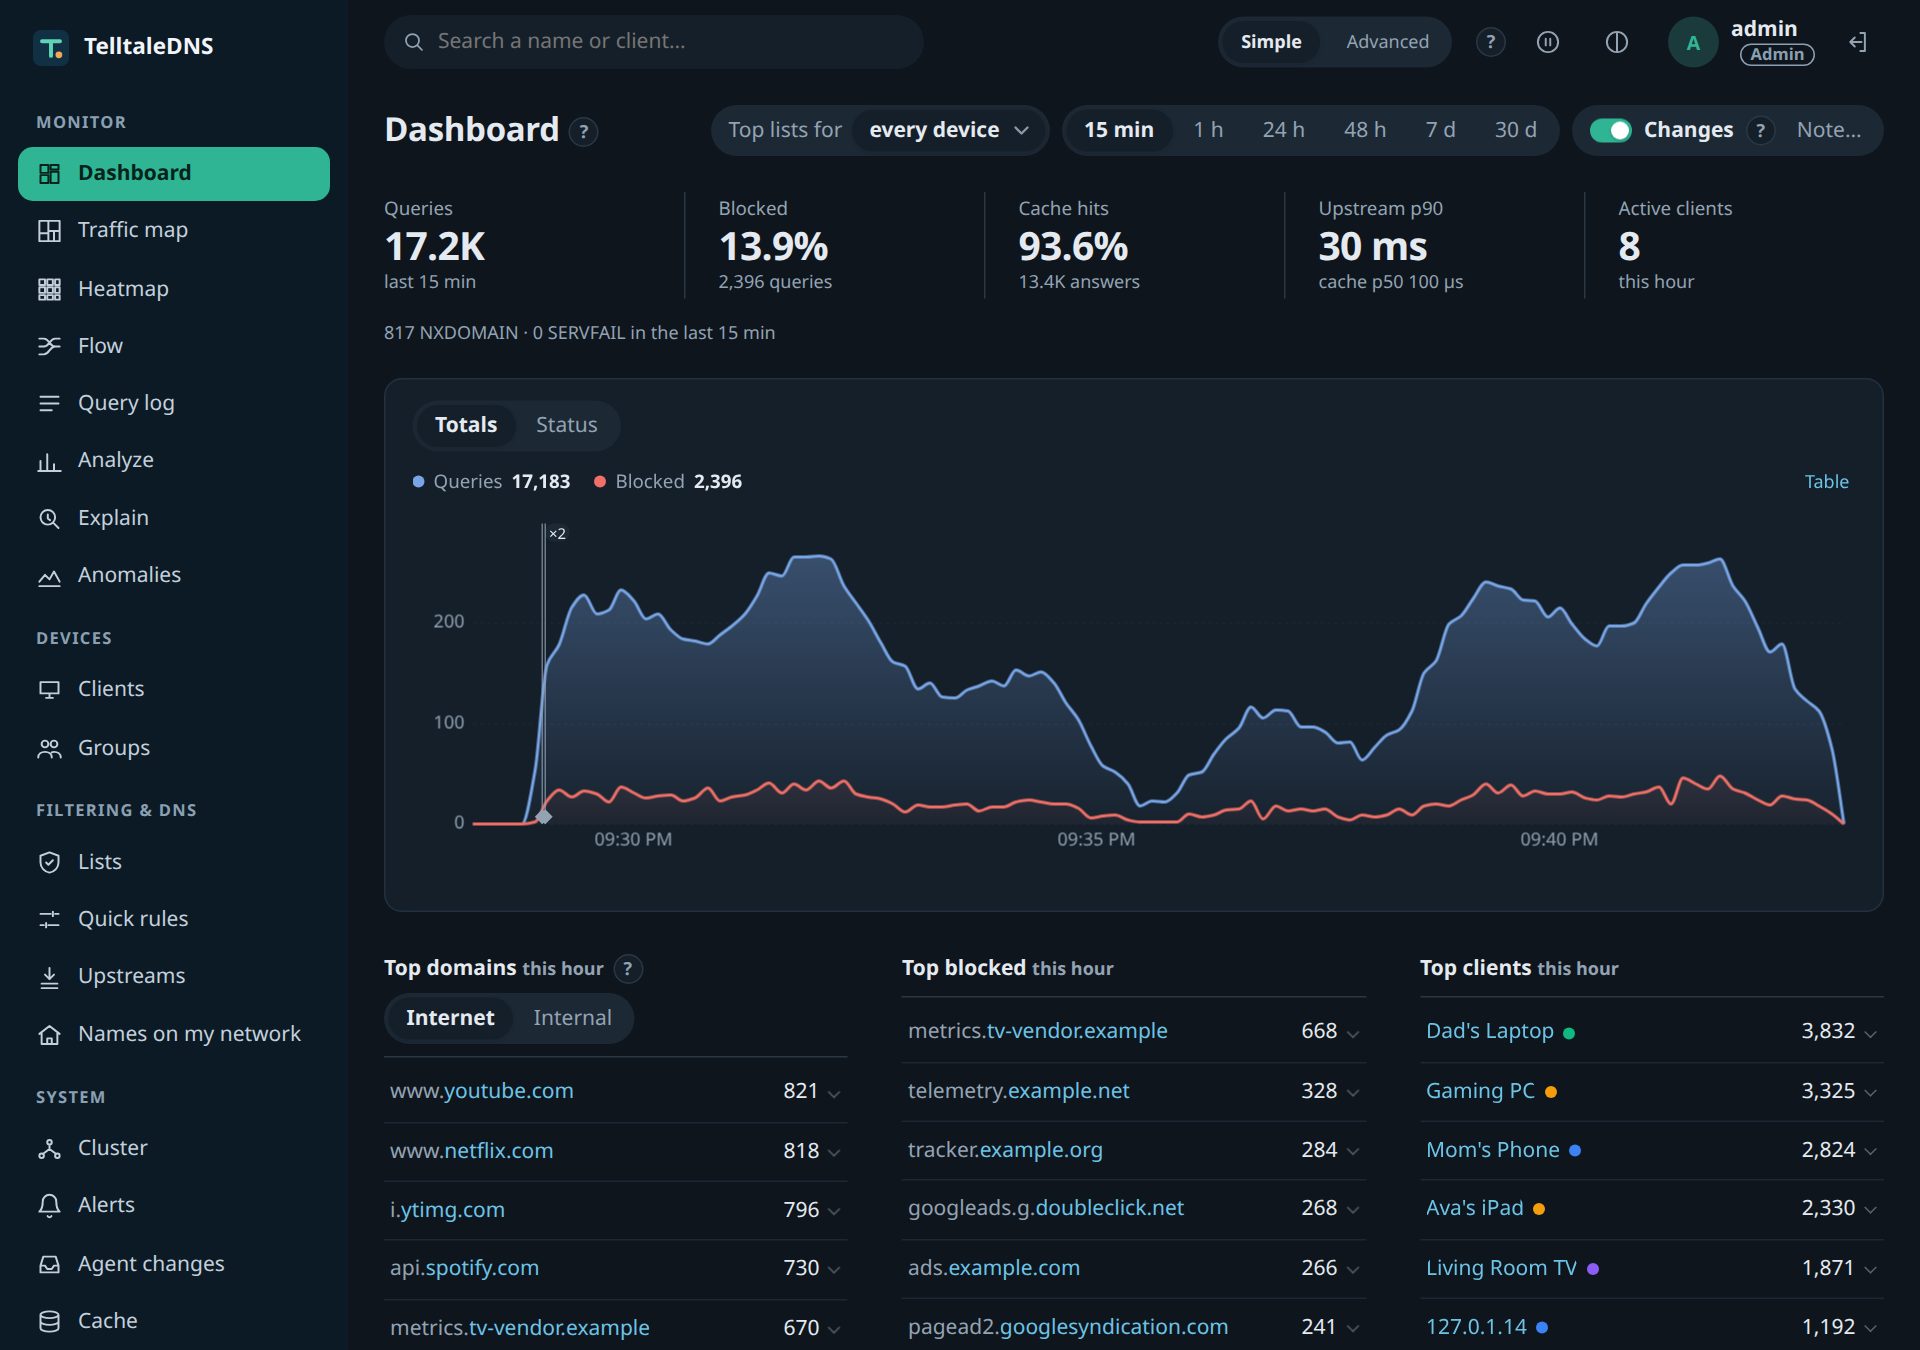 TelltaleDNS
MONITOR
Dashboard
Traffic map
Heatmap
Flow
Query log
Analyze
Explain
Anomalies
DEVICES
Clients
Groups
FILTERING & DNS
Lists
Quick rules
Upstreams
Names on my network
SYSTEM
Cluster
Alerts
Agent changes
Cache
Search a name or client...
Simple Advanced ? A admin
Admin
Dashboard ? Top lists for every device 15 min 1 h 24 h 48 h 7 d 30 d Changes ? Note...
Queries Blocked Cache hits Upstream p90 Active clients
17.2K 13.9% 93.6% 30 ms 8
last 15 min 2,396 queries 13.4K answers cache p50 100 µs this hour
817 NXDOMAIN · 0 SERVFAIL in the last 15 min
Totals Status
Queries 17,183 Blocked 2,396 Table
×2
200
100
0
09:30 PM 09:35 PM 09:40 PM
Top domains this hour ?
Internet Internal
www.youtube.com 821
www.netflix.com 818
i.ytimg.com 796
api.spotify.com 730
metrics.tv-vendor.example 670
Top blocked this hour
metrics.tv-vendor.example 668
telemetry.example.net 328
tracker.example.org 284
googleads.g.doubleclick.net 268
ads.example.com 266
pagead2.googlesyndication.com 241
Top clients this hour
Dad's Laptop 3,832
Gaming PC 3,325
Mom's Phone 2,824
Ava's iPad 2,330
Living Room TV 1,871
127.0.1.14 1,192